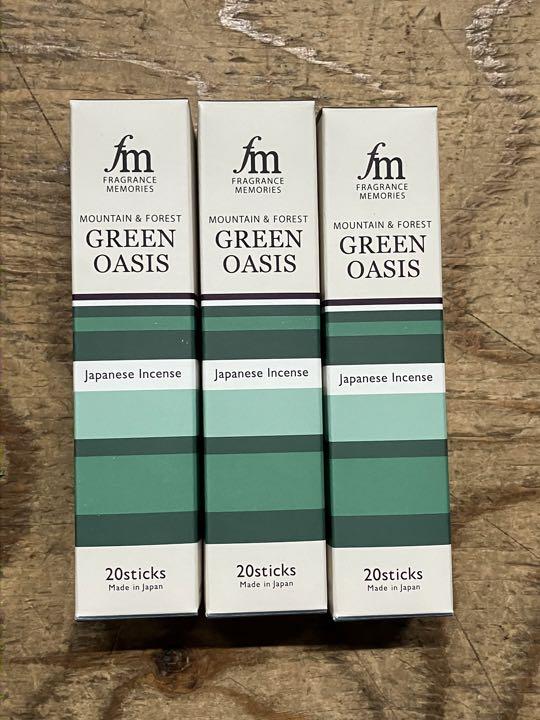 fm
FRAGRANCE
MEMORIES
MOUNTAIN & FOREST
GREEN
OASIS
Japanese Incense
20sticks
Made in Japan
fm
FRAGRANCE
MEMORIES
MOUNTAIN & FOREST
GREEN
OASIS
Japanese Incense
20sticks
Made in Japan
fm
FRAGRANCE
MEMORiES
MOUNTAIN & FOREST
GREEN
OASIS
Japanese Incense
20sticks
Made in Japan